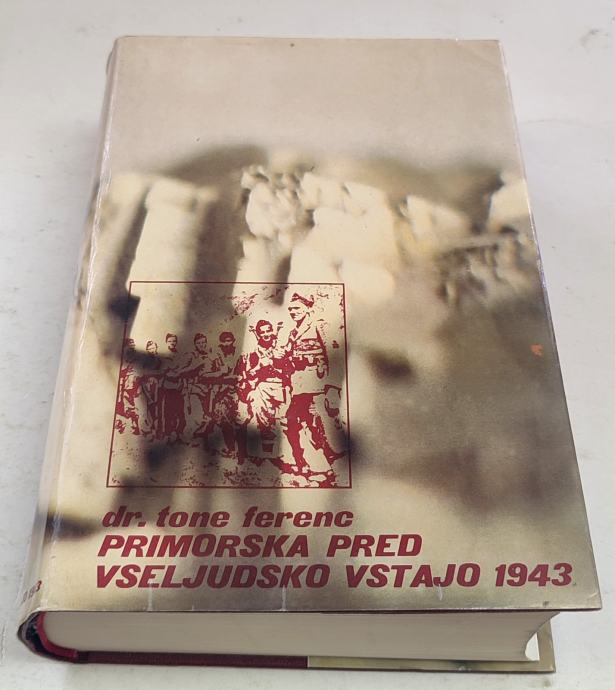 dr. tone ferenc
PRIMORSKA PRED
VSELJUDSKO VSTAJO 1943